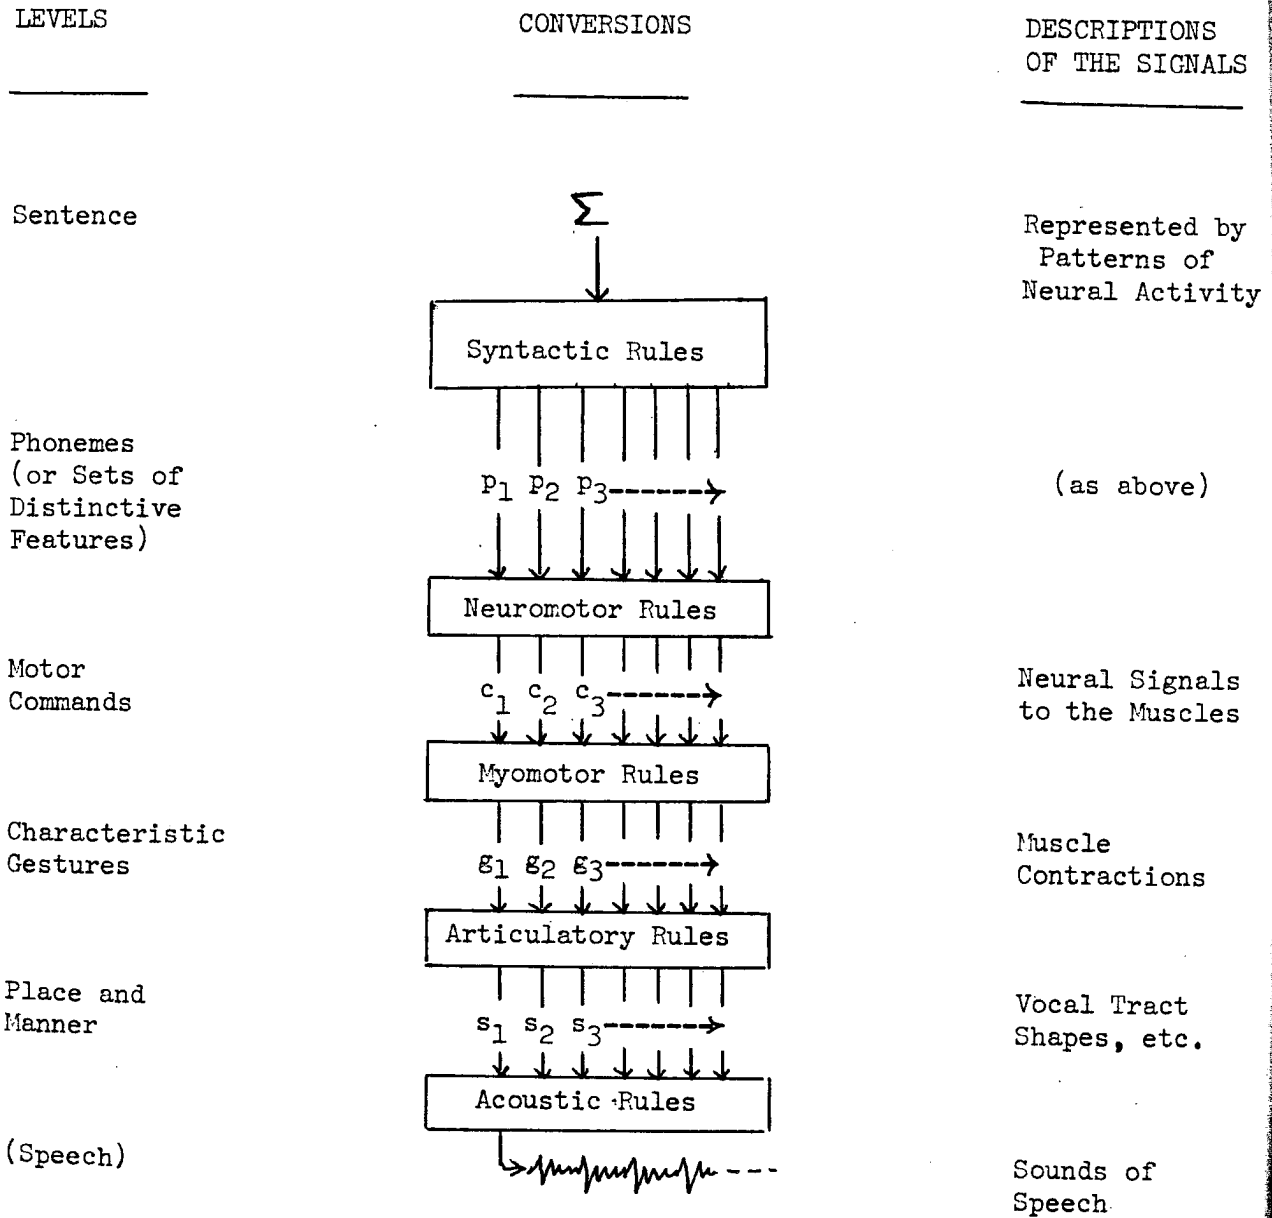 LEVELS
CONVERSIONS
DESCRIPTIONS
OF THE SIGNALS
Sentence
Σ
Represented by
Patterns of
Neural Activity
Syntactic Rules
Phonemes
(or Sets of
Distinctive
Features)
p1 p2 p3
(as above)
Neuromotor Rules
Motor
Commands
c1 c2 c3
Neural Signals
to the Muscles
Myomotor Rules
Characteristic
Gestures
g1 g2 g3
Muscle
Contractions
Articulatory Rules
Place and
Manner
s1 s2 s3
Vocal Tract
Shapes, etc.
Acoustic Rules
(Speech)
Sounds of
Speech